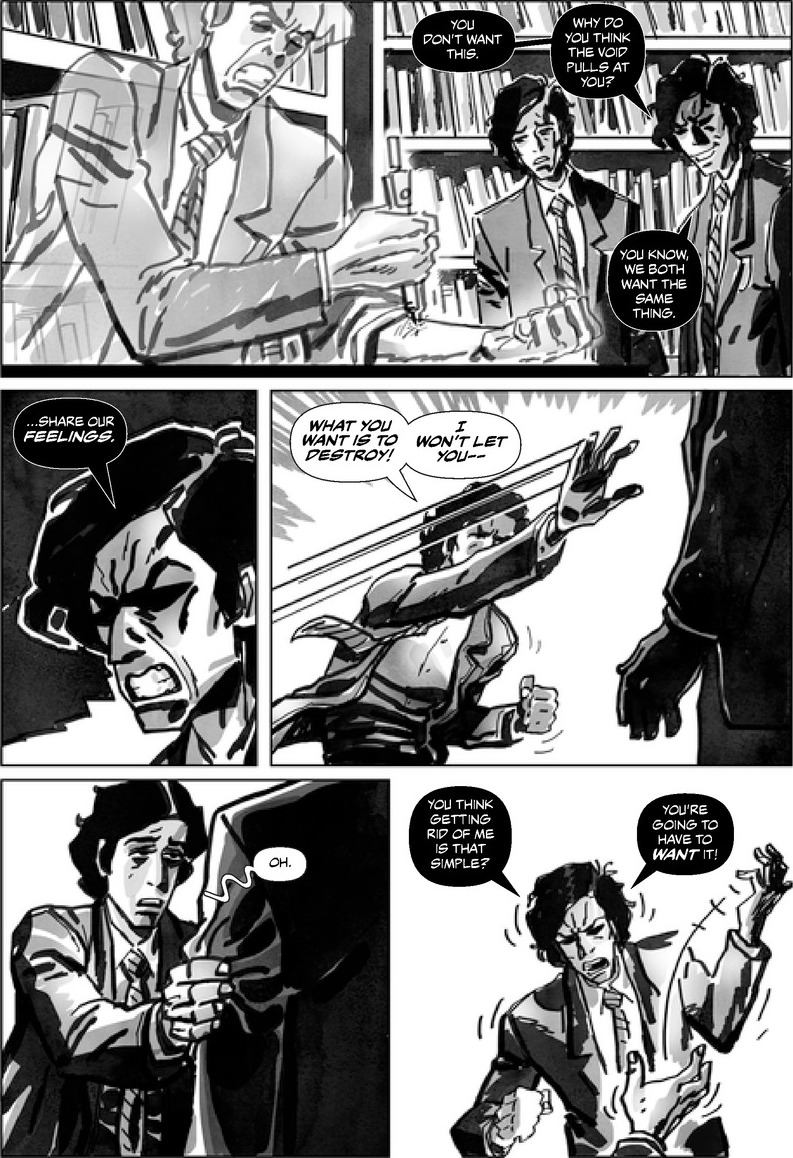 YOU
DON'T WANT
THIS.
WHY DO
YOU THINK
THE VOID
PULLS AT
YOU?
YOU KNOW,
WE BOTH
WANT THE
SAME
THING.
...SHARE OUR
FEELINGS.
WHAT YOU
WANT IS TO
DESTROY!
I
WON'T LET
YOU--
OH.
YOU THINK
GETTING
RID OF ME
IS THAT
SIMPLE?
YOU'RE
GOING TO
HAVE TO
WANT IT!